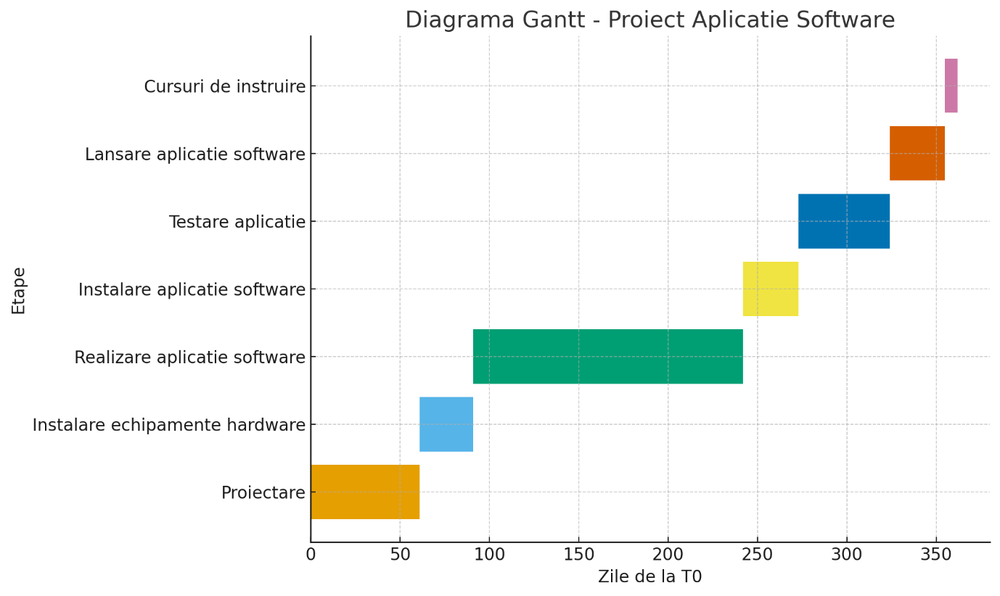 Diagrama Gantt - Proiect Aplicatie Software
Cursuri de instruire
Lansare aplicatie software
Testare aplicatie
Instalare aplicatie software
Realizare aplicatie software
Instalare echipamente hardware
Proiectare
Etape
0 50 100 150 200 250 300 350
Zile de la T0